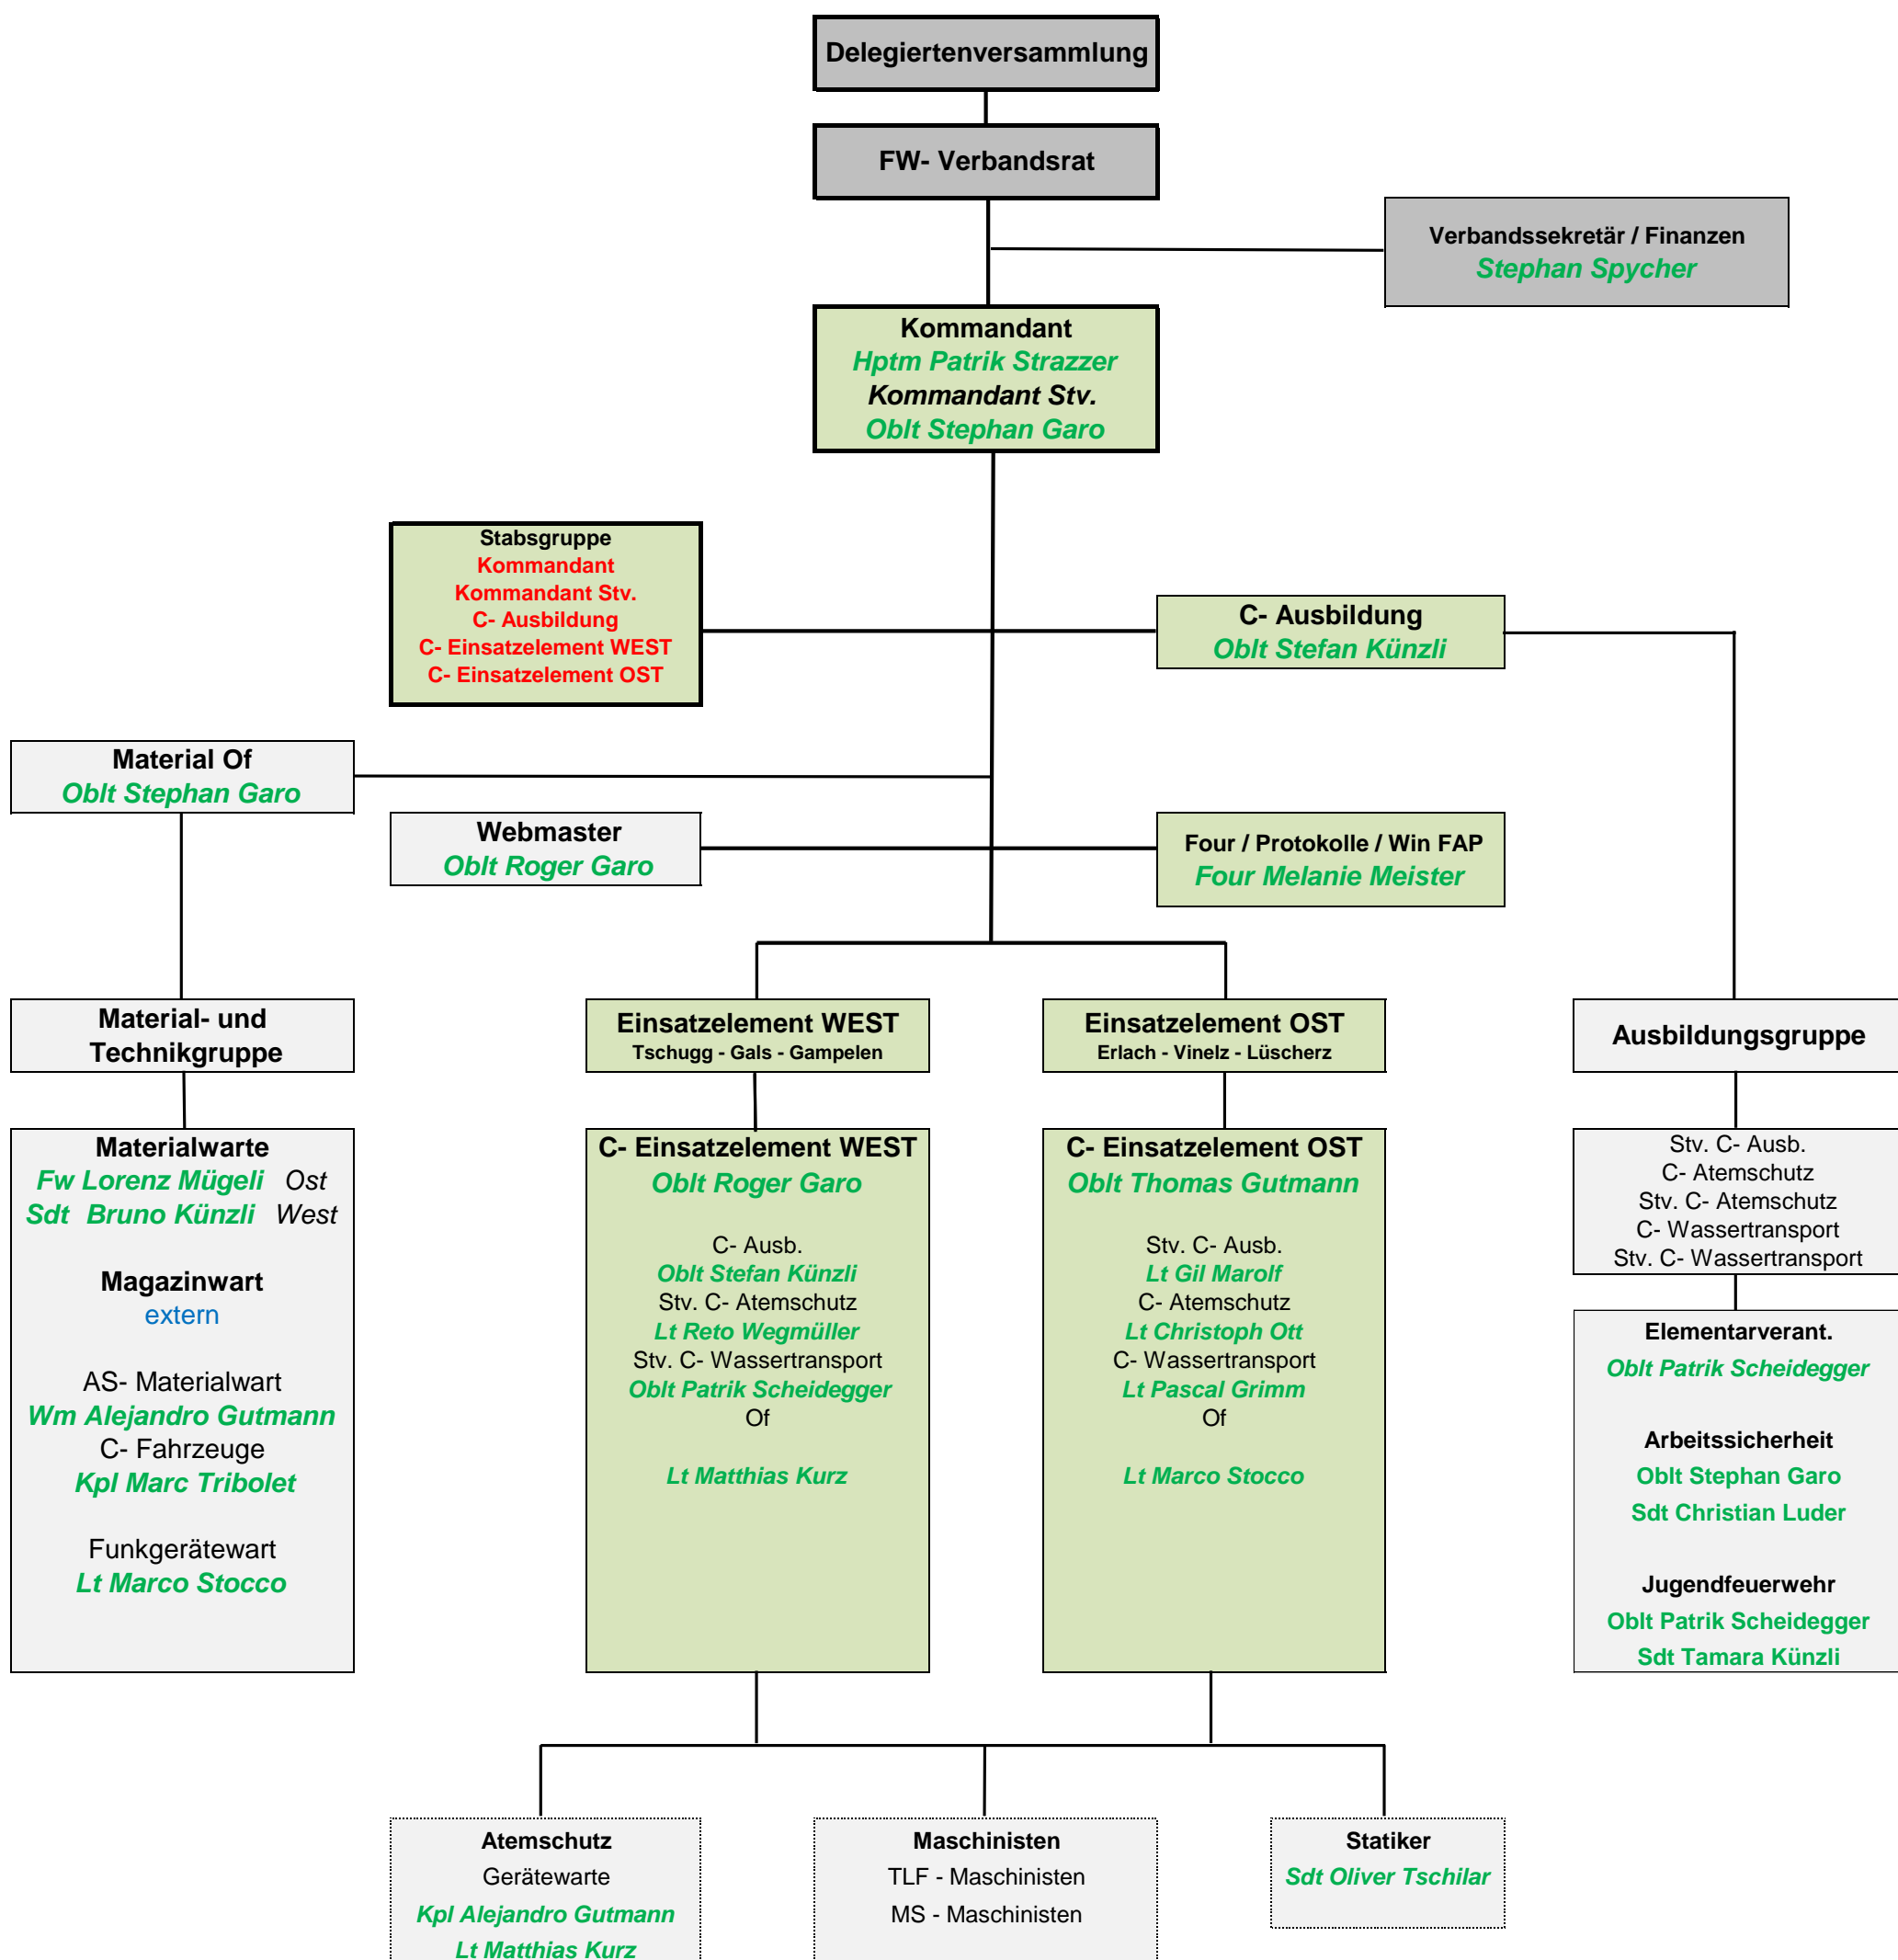 Delegiertenversammlung
FW- Verbandsrat
Verbandssekretär / Finanzen
Stephan Spycher
Kommandant
Hptm Patrik Strazzer
Kommandant Stv.
Oblt Stephan Garo
Stabsgruppe
Kommandant
Kommandant Stv.
C- Ausbildung
C- Einsatzelement WEST
C- Einsatzelement OST
C- Ausbildung
Oblt Stefan Künzli
Material Of
Oblt Stephan Garo
Webmaster
Oblt Roger Garo
Four / Protokolle / Win FAP
Four Melanie Meister
Material- und
Technikgruppe
Einsatzelement WEST
Tschugg - Gals - Gampelen
Einsatzelement OST
Erlach - Vinelz - Lüscherz
Ausbildungsgruppe
Materialwarte
Fw Lorenz Mügeli Ost
Sdt Bruno Künzli West
Magazinwart
extern
AS- Materialwart
Wm Alejandro Gutmann
C- Fahrzeuge
Kpl Marc Tribolet
Funkgerätewart
Lt Marco Stocco
C- Einsatzelement WEST
Oblt Roger Garo
C- Ausb.
Oblt Stefan Künzli
Stv. C- Atemschutz
Lt Reto Wegmüller
Stv. C- Wassertransport
Oblt Patrik Scheidegger
Of
Lt Matthias Kurz
C- Einsatzelement OST
Oblt Thomas Gutmann
Stv. C- Ausb.
Lt Gil Marolf
C- Atemschutz
Lt Christoph Ott
C- Wassertransport
Lt Pascal Grimm
Of
Lt Marco Stocco
Stv. C- Ausb.
C- Atemschutz
Stv. C- Atemschutz
C- Wassertransport
Stv. C- Wassertransport
Elementarverant.
Oblt Patrik Scheidegger
Arbeitssicherheit
Oblt Stephan Garo
Sdt Christian Luder
Jugendfeuerwehr
Oblt Patrik Scheidegger
Sdt Tamara Künzli
Atemschutz
Gerätewarte
Kpl Alejandro Gutmann
Lt Matthias Kurz
Maschinisten
TLF - Maschinisten
MS - Maschinisten
Statiker
Sdt Oliver Tschilar